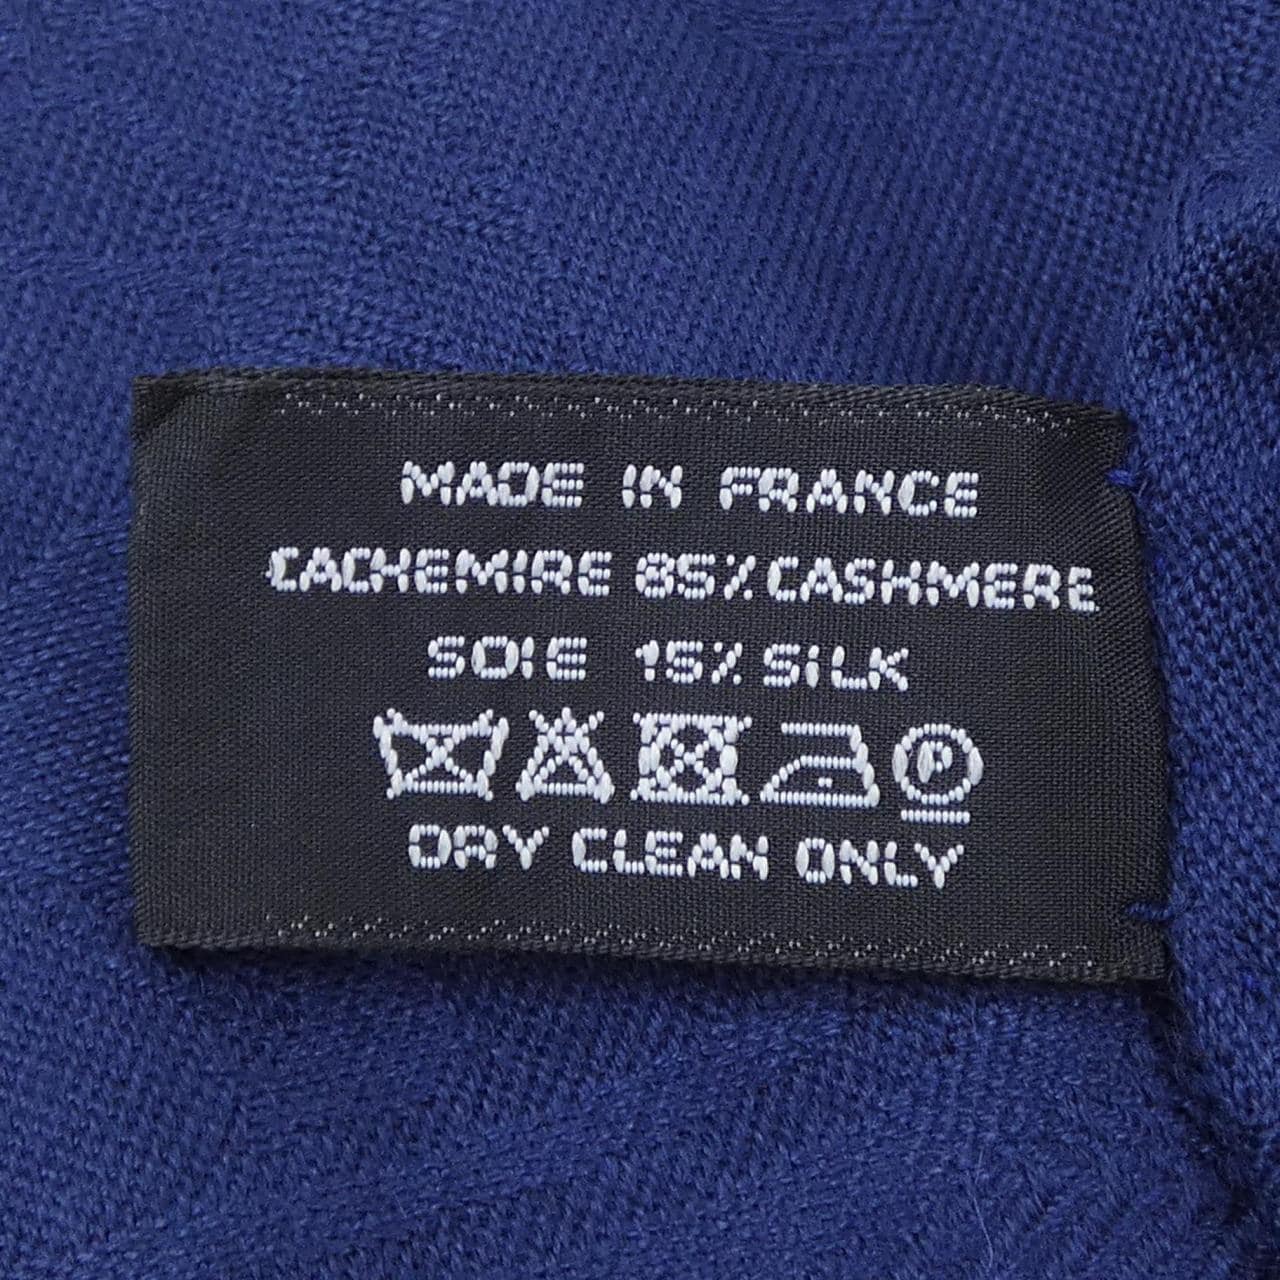 MADE IN FRANCE
CACHEMIRE 85% CASHMERE
SOIE 15% SILK
P
DRY CLEAN ONLY